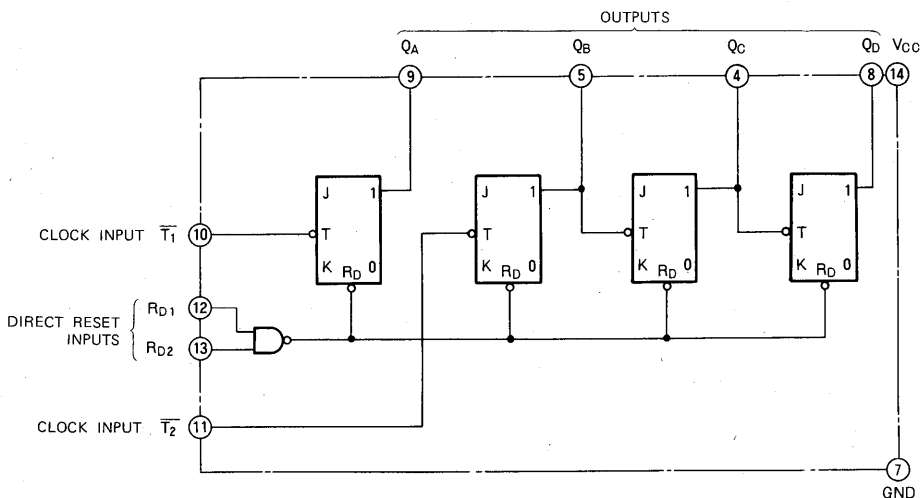 OUTPUTS
QA QB QC QD VCC
9 5 4 8 14
J 1 J 1 J 1 J 1
CLOCK INPUT T̅1̅ 10 T T T T
K RD 0 K RD 0 K RD 0 K RD 0
RD1 12
DIRECT RESET INPUTS
RD2 13
CLOCK INPUT T̅2̅ 11
7
GND